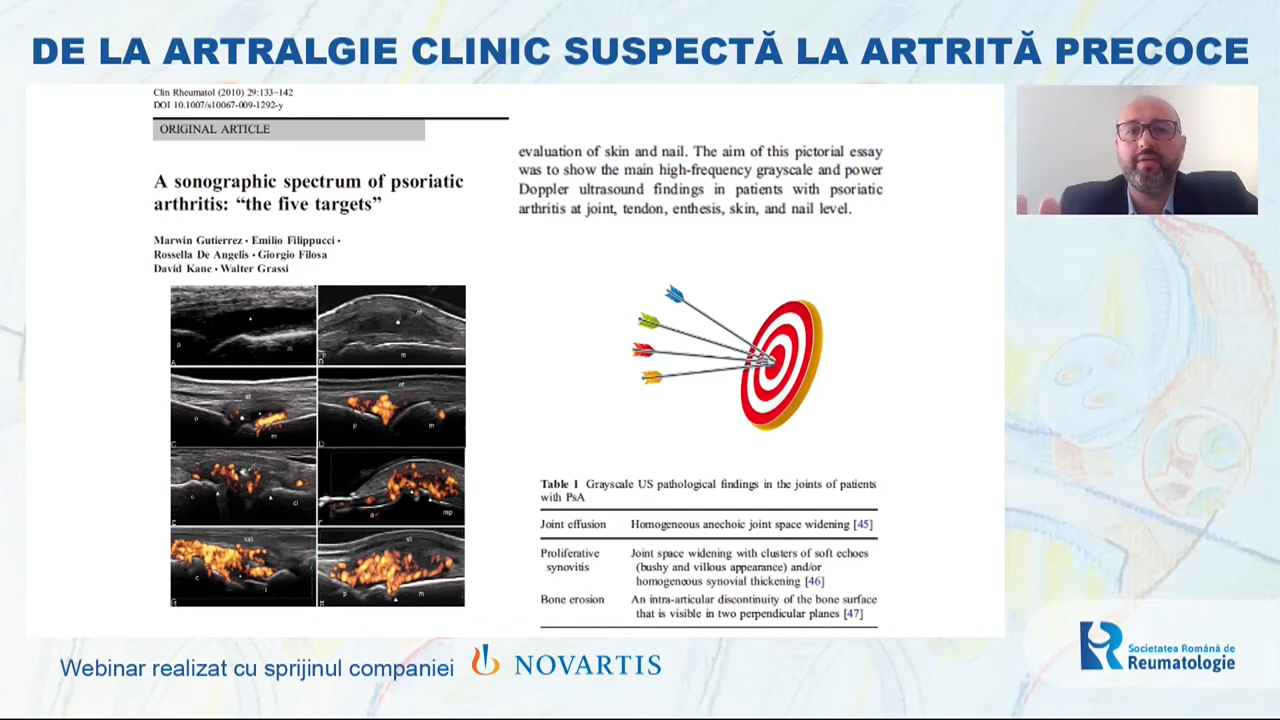 DE LA ARTRALGIE CLINIC SUSPECTĂ LA ARTRITĂ PRECOCE
Clin Rheumatol (2010) 29:133–142
DOI 10.1007/s10067-009-1292-y
ORIGINAL ARTICLE
A sonographic spectrum of psoriatic
arthritis: “the five targets”
Marwin Gutierrez · Emilio Filippucci ·
Rossella De Angelis · Giorgio Filosa
David Kane · Walter Grassi
evaluation of skin and nail. The aim of this pictorial essay
was to show the main high-frequency grayscale and power
Doppler ultrasound findings in patients with psoriatic
arthritis at joint, tendon, enthesis, skin, and nail level.
Table 1 Grayscale US pathological findings in the joints of patients
with PsA
Joint effusion Homogeneous anechoic joint space widening [45]
Proliferative Joint space widening with clusters of soft echoes
synovitis (bushy and villous appearance) and/or
homogeneous synovial thickening [46]
Bone erosion An intra-articular discontinuity of the bone surface
that is visible in two perpendicular planes [47]
Webinar realizat cu sprijinul companiei NOVARTIS
Societatea Română de
Reumatologie